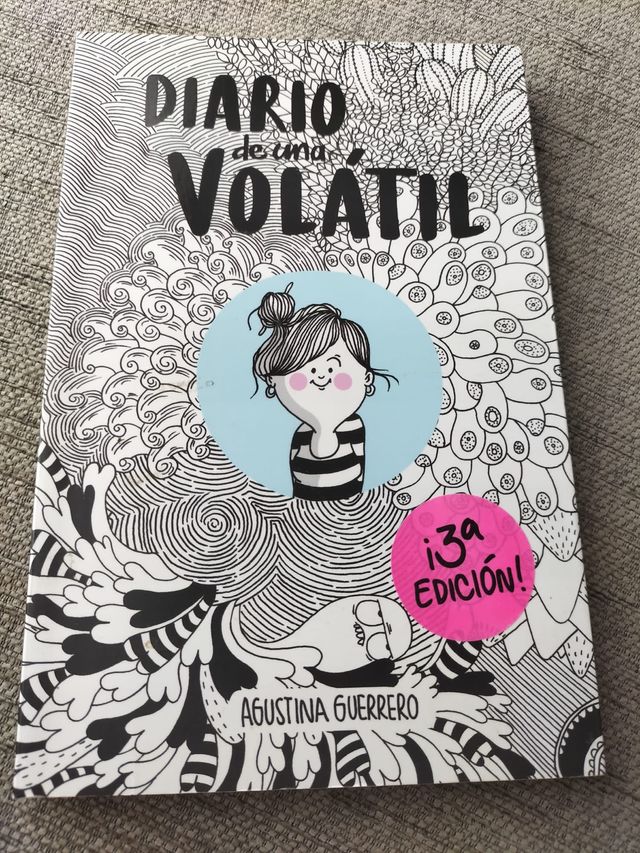 DIARIO
de una
VOLÁTIL
¡3ª
EDICIÓN!
AGUSTINA GUERRERO